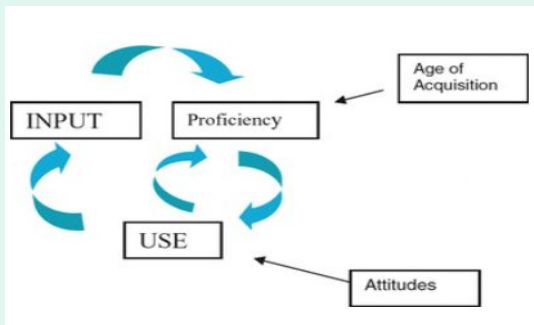 Age of
Acquisition
INPUT
Proficiency
USE
Attitudes